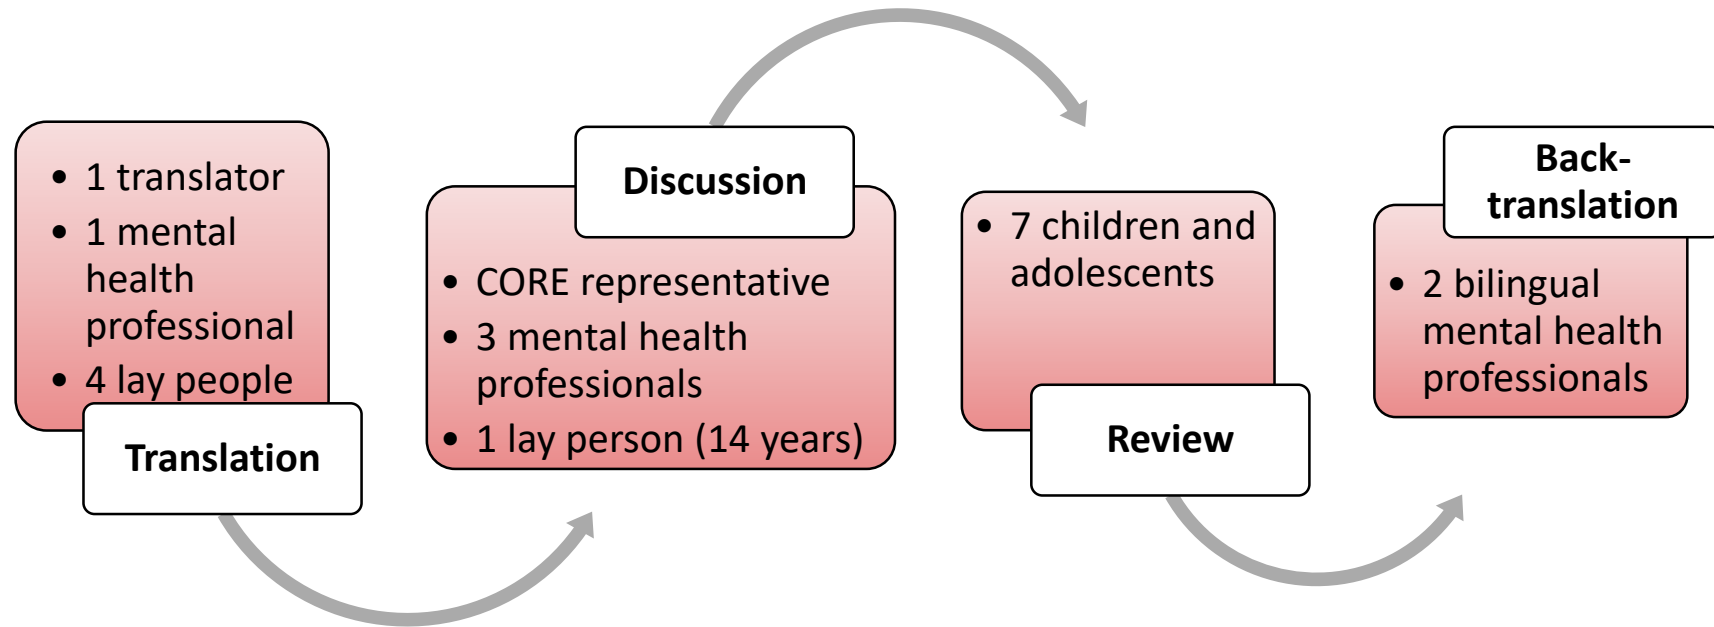 • 1 translator
• 1 mental
health
professional
• 4 lay people
Translation
Discussion
• CORE representative
• 3 mental health
professionals
• 1 lay person (14 years)
• 7 children and
adolescents
Review
Back-
translation
• 2 bilingual
mental health
professionals